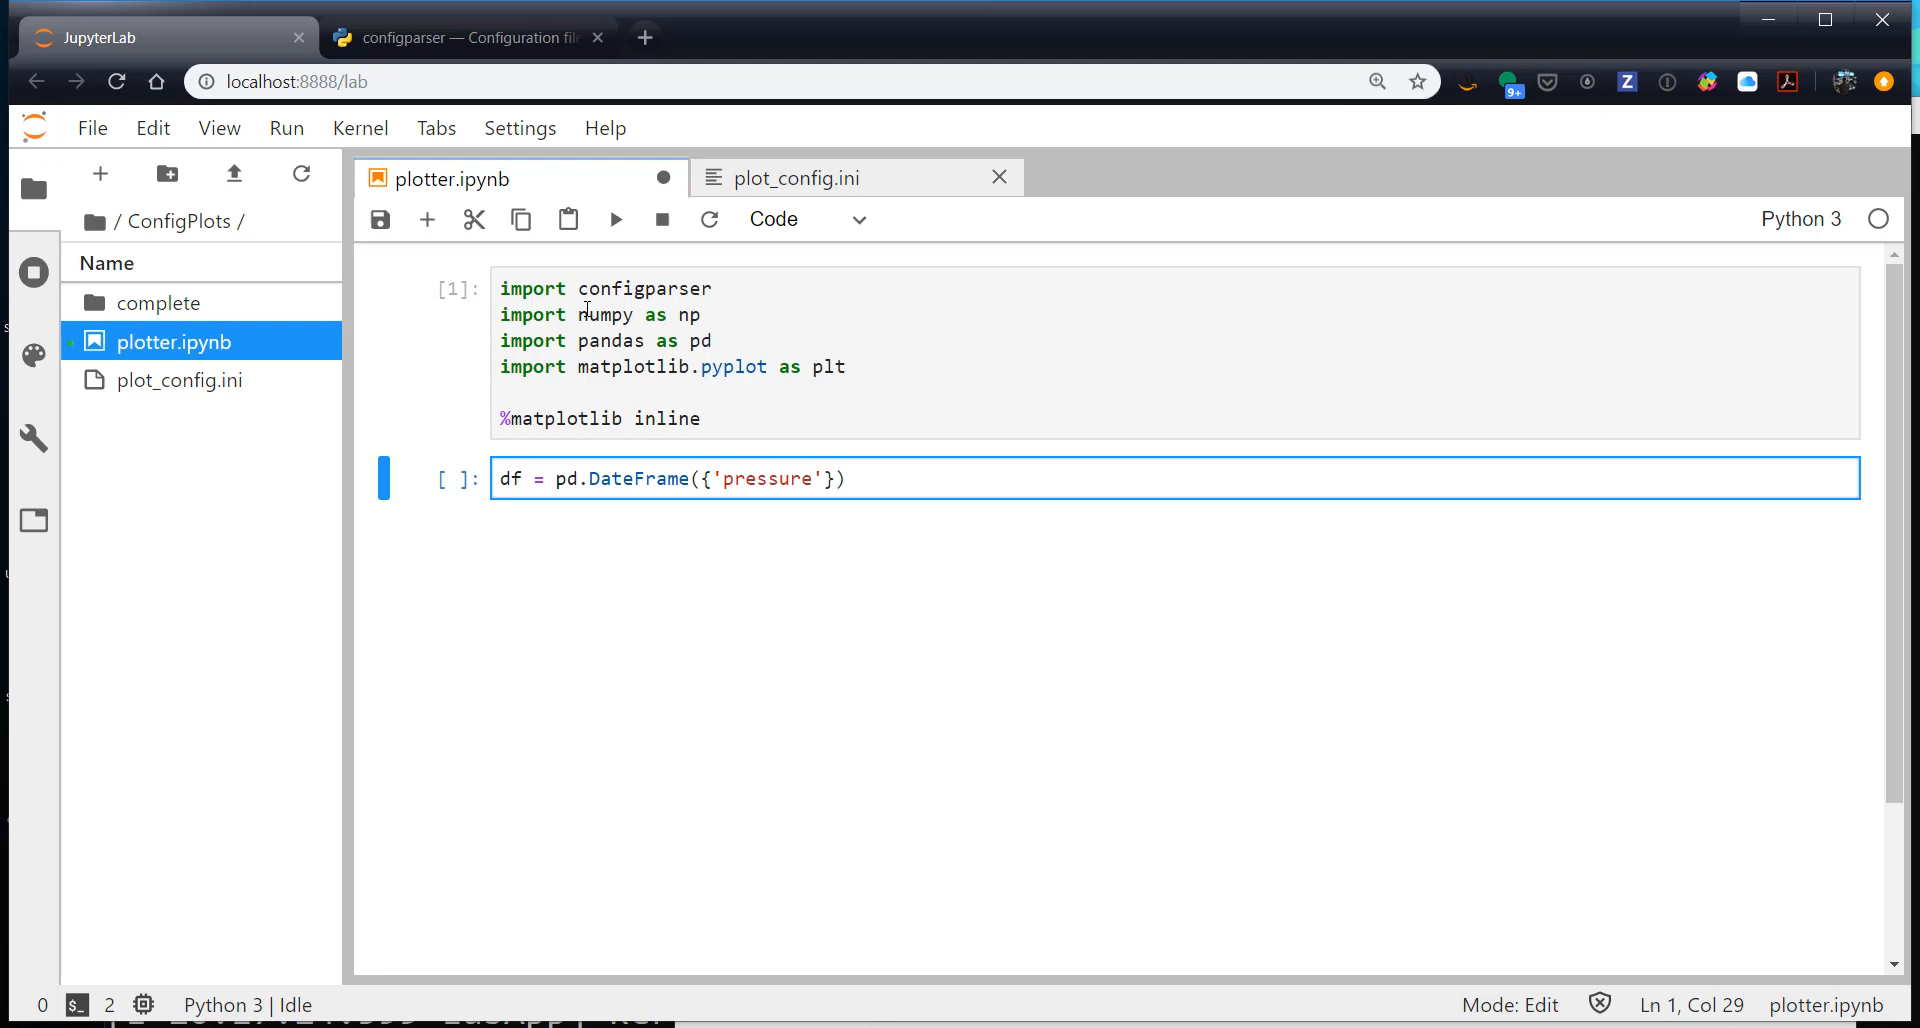 JupyterLab
configparser — Configuration file
localhost:8888/lab
9+
Z
File Edit View Run Kernel Tabs Settings Help
plotter.ipynb
plot_config.ini
/ ConfigPlots /
Code
Python 3
Name
complete
plotter.ipynb
plot_config.ini
[1]:
import configparser
import numpy as np
import pandas as pd
import matplotlib.pyplot as plt
%matplotlib inline
[ ]:
df = pd.DateFrame({'pressure'})
0 $_ 2 Python 3 | Idle
Mode: Edit Ln 1, Col 29 plotter.ipynb